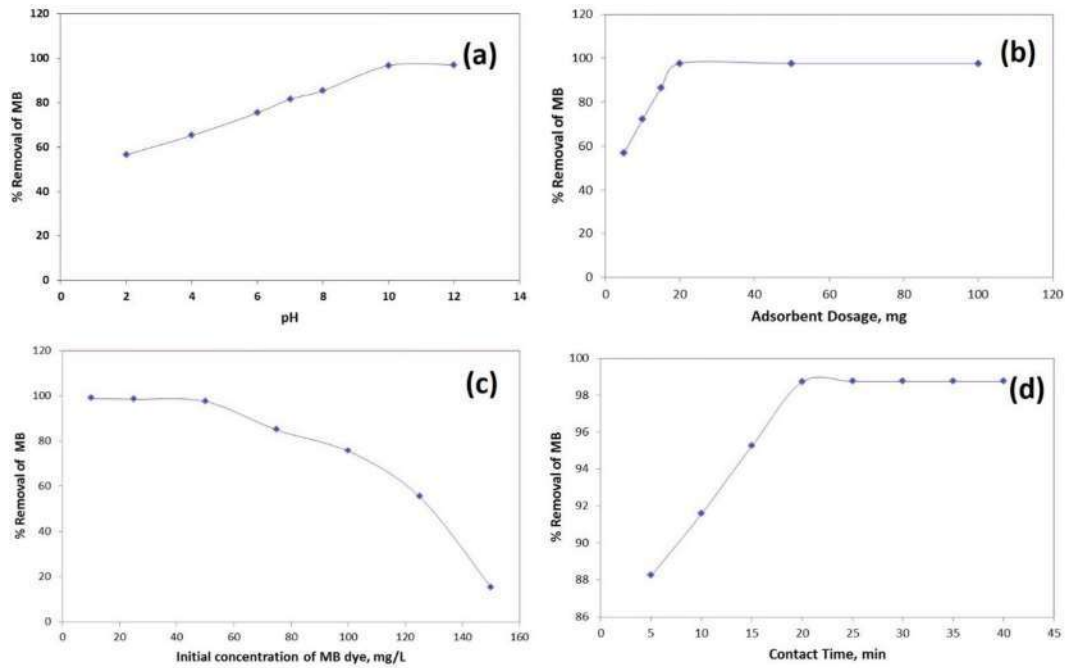 120
100
80
60
40
20
0
% Removal of MB
(a)
0 2 4 6 8 10 12 14
pH
120
100
80
60
40
20
0
% Removal of MB
(b)
0 20 40 60 80 100 120
Adsorbent Dosage, mg
120
100
80
60
40
20
0
% Removal of MB
(c)
0 20 40 60 80 100 120 140 160
Initial concentration of MB dye, mg/L
100
98
96
94
92
90
88
86
% Removal of MB
(d)
0 5 10 15 20 25 30 35 40 45
Contact Time, min